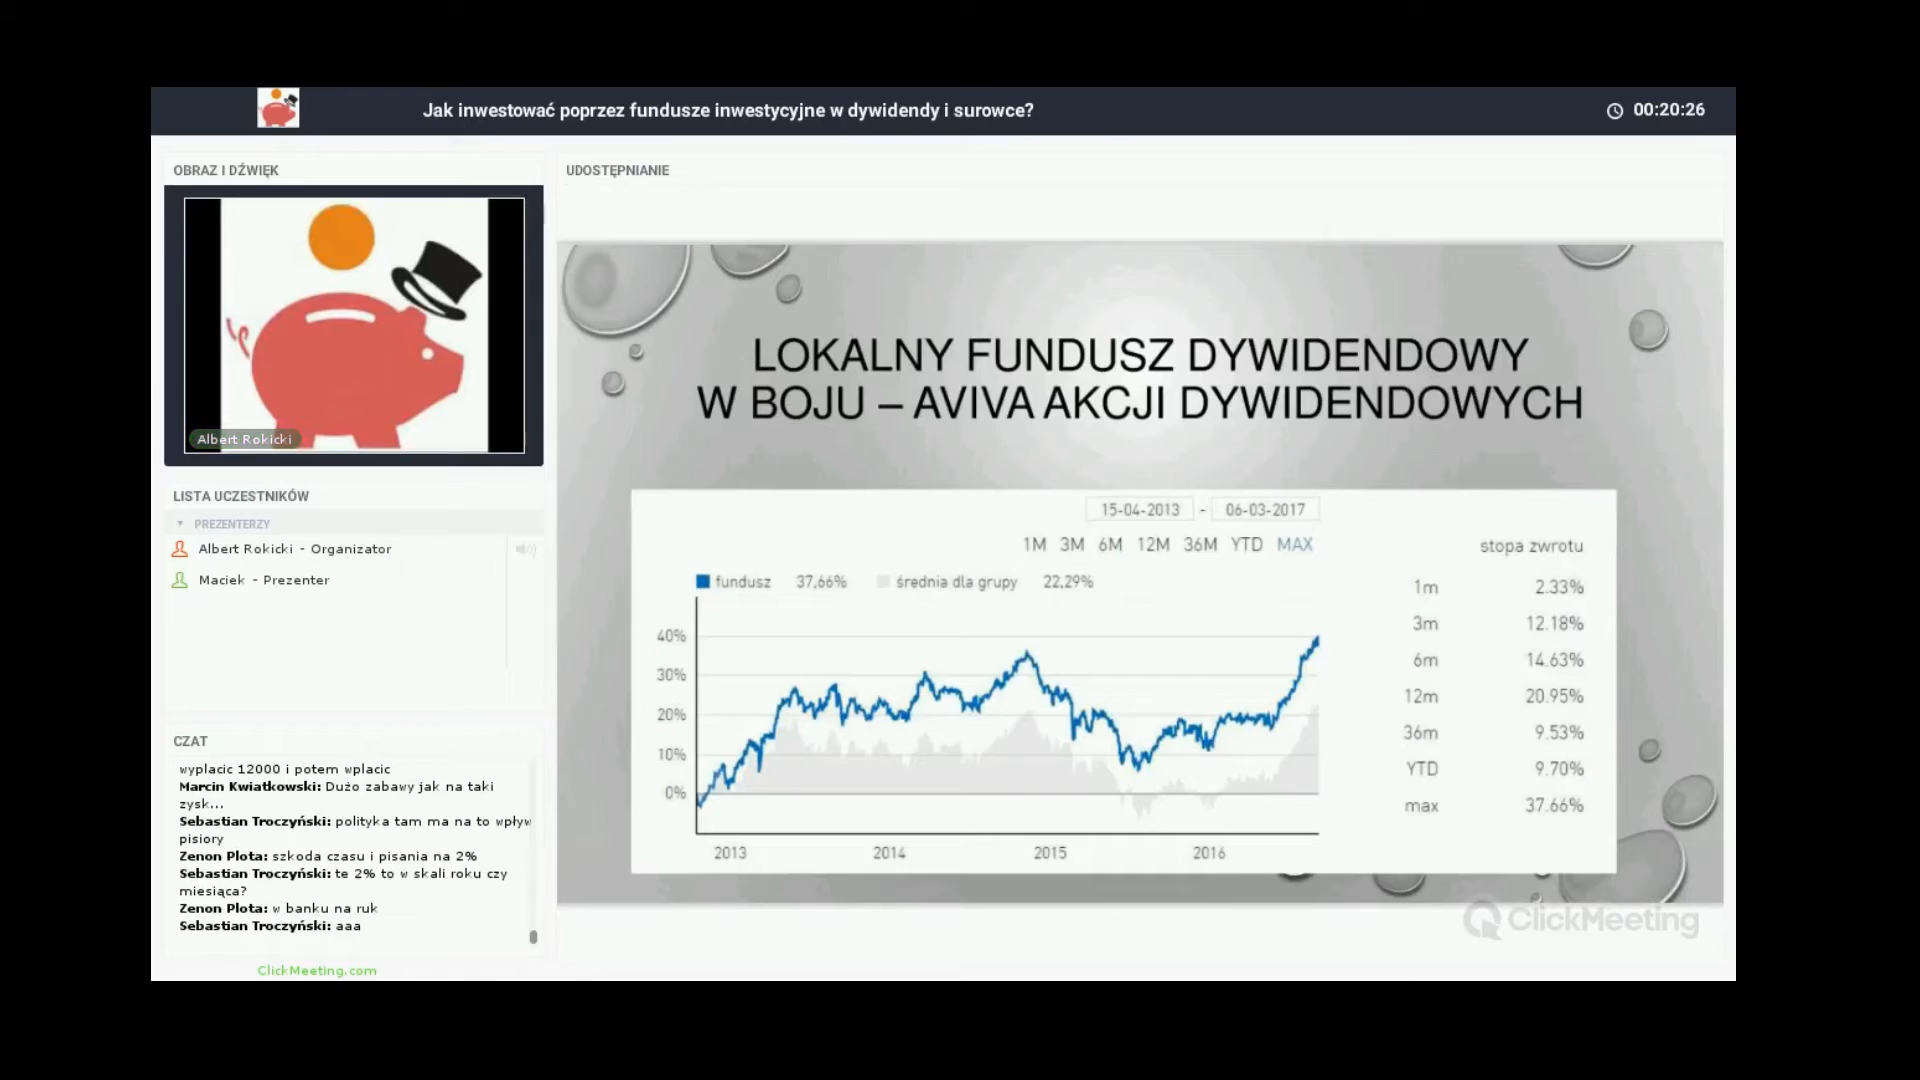 Jak inwestować poprzez fundusze inwestycyjne w dywidendy i surowce?
00:20:26
OBRAZ I DŹWIĘK
Albert Rokicki
LISTA UCZESTNIKÓW
PREZENTERZY
Albert Rokicki - Organizator
Maciek - Prezenter
CZAT
wyplacic 12000 i potem wplacic
Marcin Kwiatkowski: Dużo zabawy jak na taki
zysk...
Sebastian Troczyński: polityka tam ma na to wpływ
pisiory
Zenon Plota: szkoda czasu i pisania na 2%
Sebastian Troczyński: te 2% to w skali roku czy
miesiąca?
Zenon Plota: w banku na ruk
Sebastian Troczyński: aaa
ClickMeeting.com
UDOSTĘPNIANIE
LOKALNY FUNDUSZ DYWIDENDOWY
W BOJU – AVIVA AKCJI DYWIDENDOWYCH
15-04-2013 - 06-03-2017
1M 3M 6M 12M 36M YTD MAX
fundusz 37,66% średnia dla grupy 22,29%
40%
30%
20%
10%
0%
2013 2014 2015 2016
stopa zwrotu
1m 2.33%
3m 12.18%
6m 14.63%
12m 20.95%
36m 9.53%
YTD 9.70%
max 37.66%
ClickMeeting